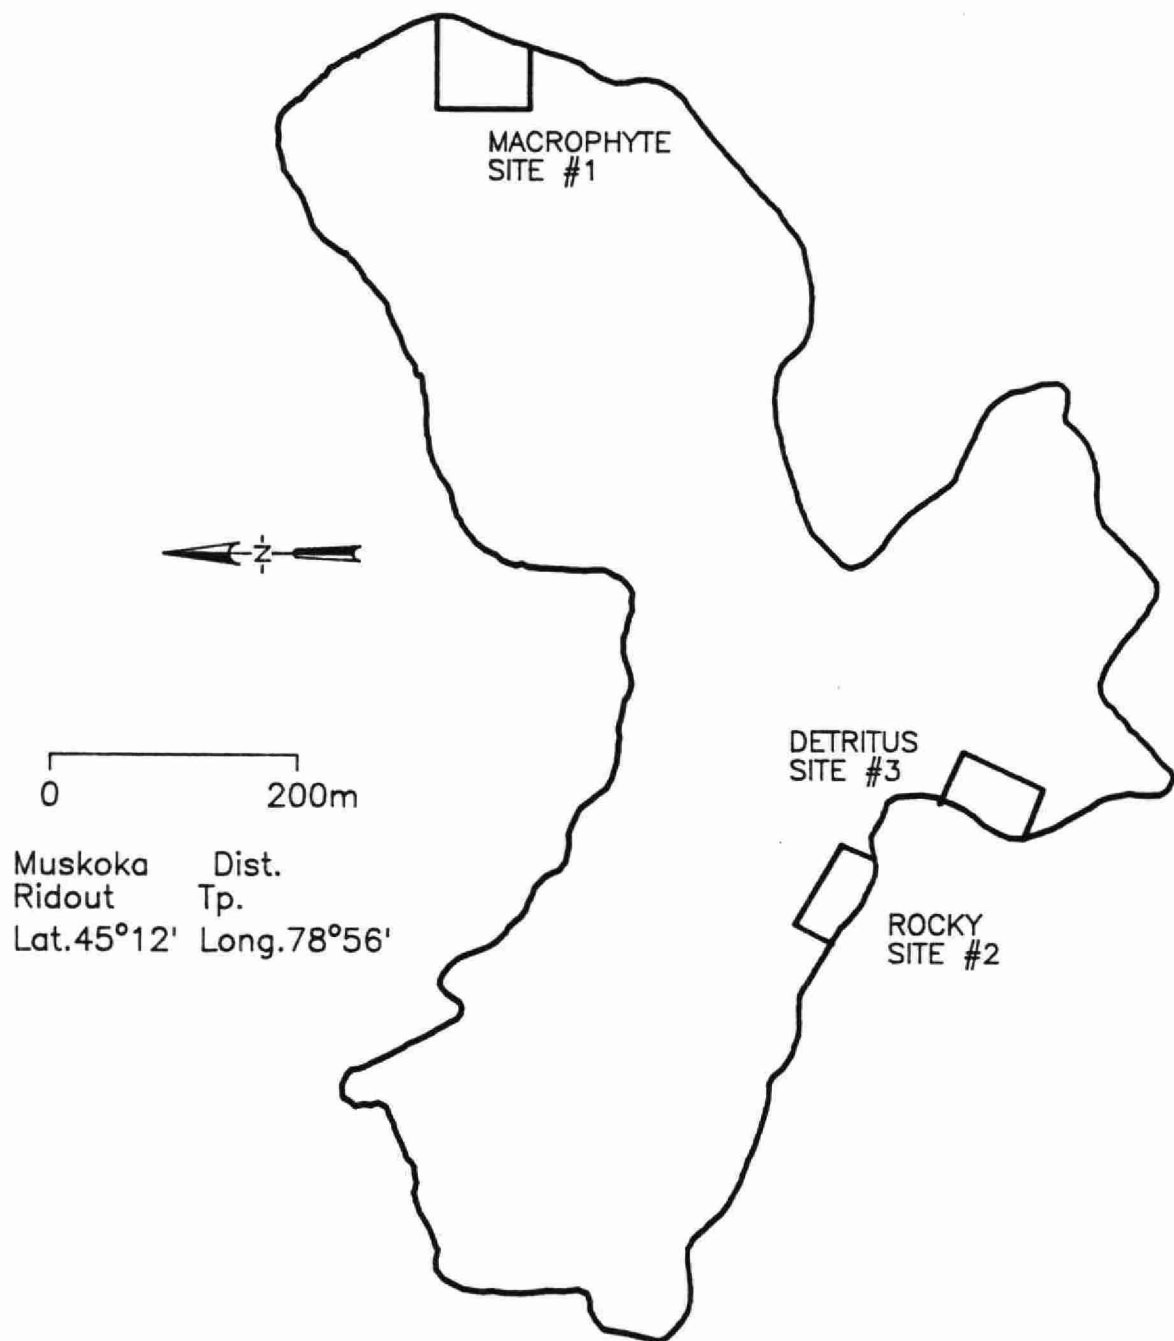 MACROPHYTE
SITE #1
N
0 200m
DETRITUS
SITE #3
Muskoka Dist.
Ridout Tp.
Lat.45°12' Long.78°56'
ROCKY
SITE #2